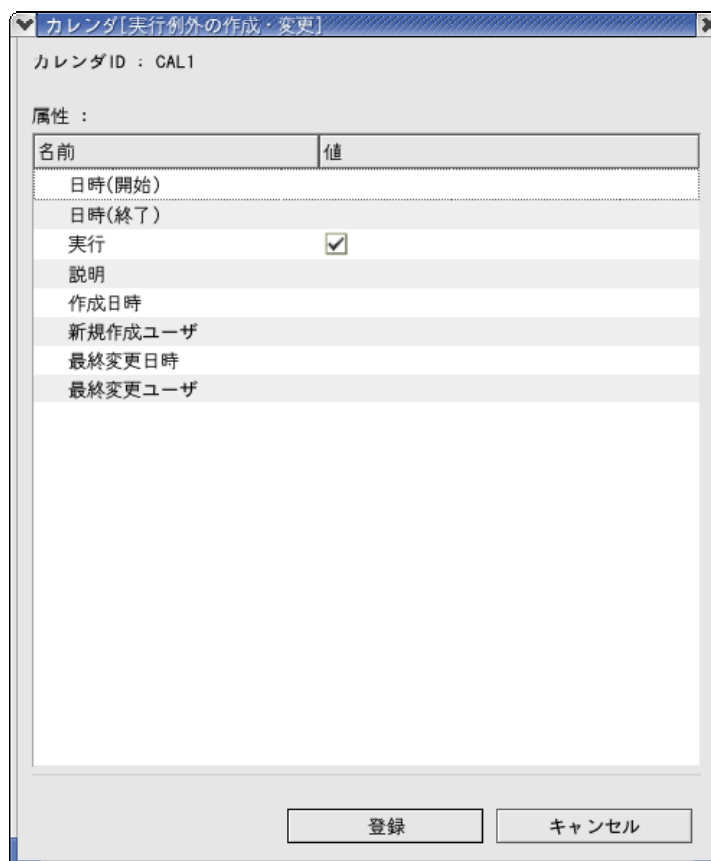 カレンダ[実行例外の作成・変更]
カレンダID : CAL1
属性 :
名前 値
日時(開始)
日時(終了)
実行
説明
作成日時
新規作成ユーザ
最終変更日時
最終変更ユーザ
登録 キャンセル